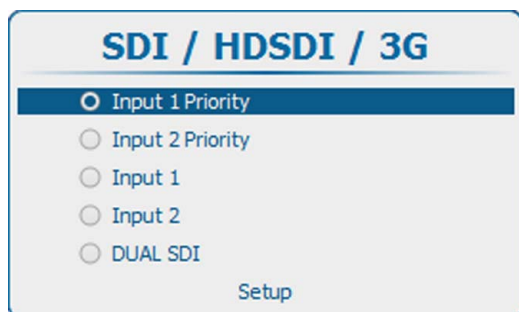 SDI / HDSDI / 3G
Input 1 Priority
Input 2 Priority
Input 1
Input 2
DUAL SDI
Setup